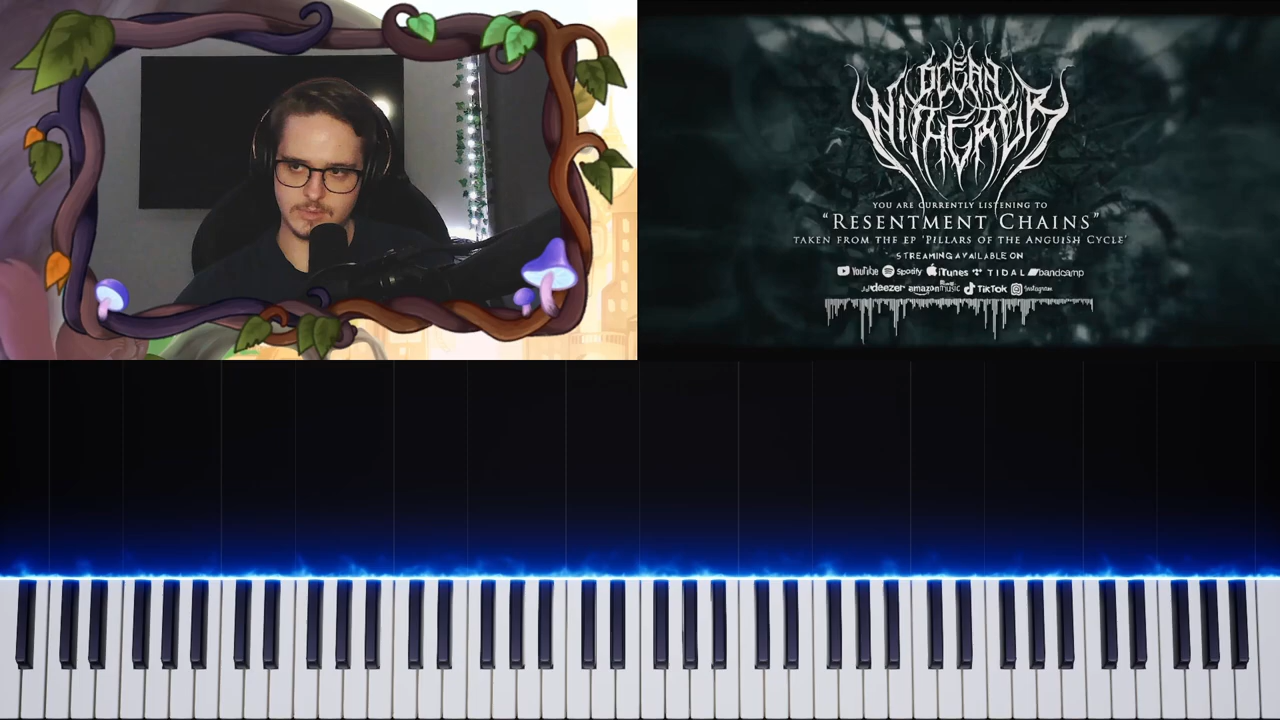 OCEAN
WITHERER
YOU ARE CURRENTLY LISTENING TO
“RESENTMENT CHAINS”
TAKEN FROM THE EP ‘PILLARS OF THE ANGUISH CYCLE’
STREAMING AVAILABLE ON
YouTube Spotify iTunes TIDAL bandcamp
deezer amazon music TikTok Instagram